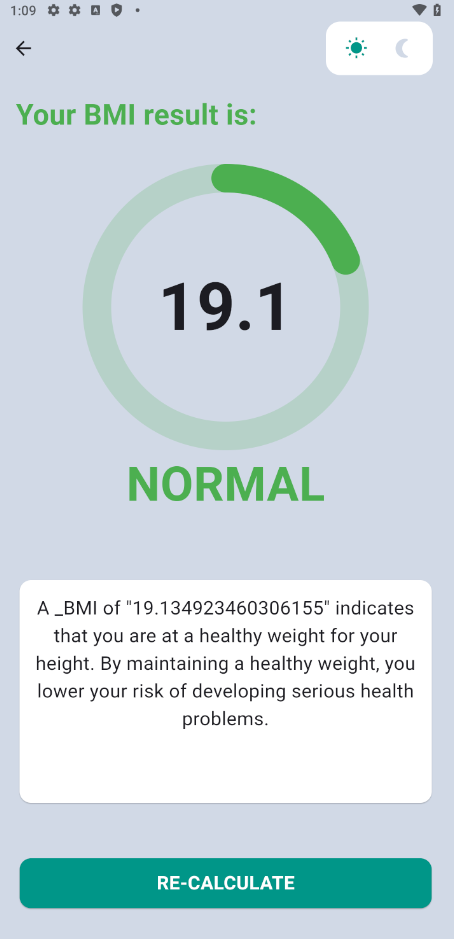 1:09
Your BMI result is:
19.1
NORMAL
A _BMI of "19.134923460306155" indicates
that you are at a healthy weight for your
height. By maintaining a healthy weight, you
lower your risk of developing serious health
problems.
RE-CALCULATE